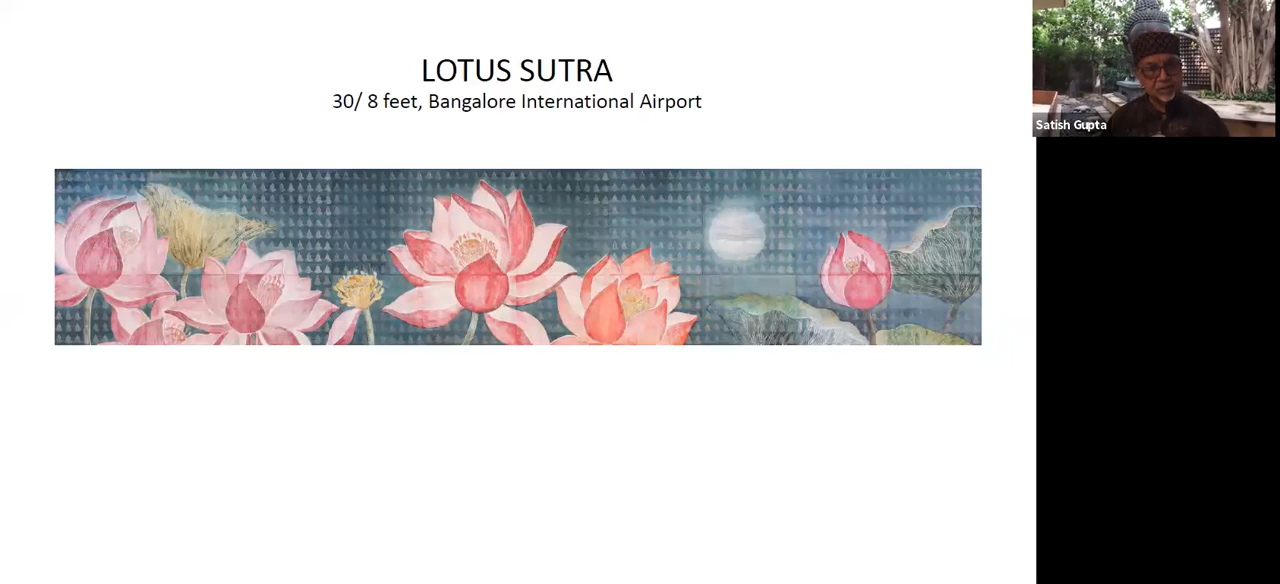 LOTUS SUTRA
30/ 8 feet, Bangalore International Airport
Satish Gupta